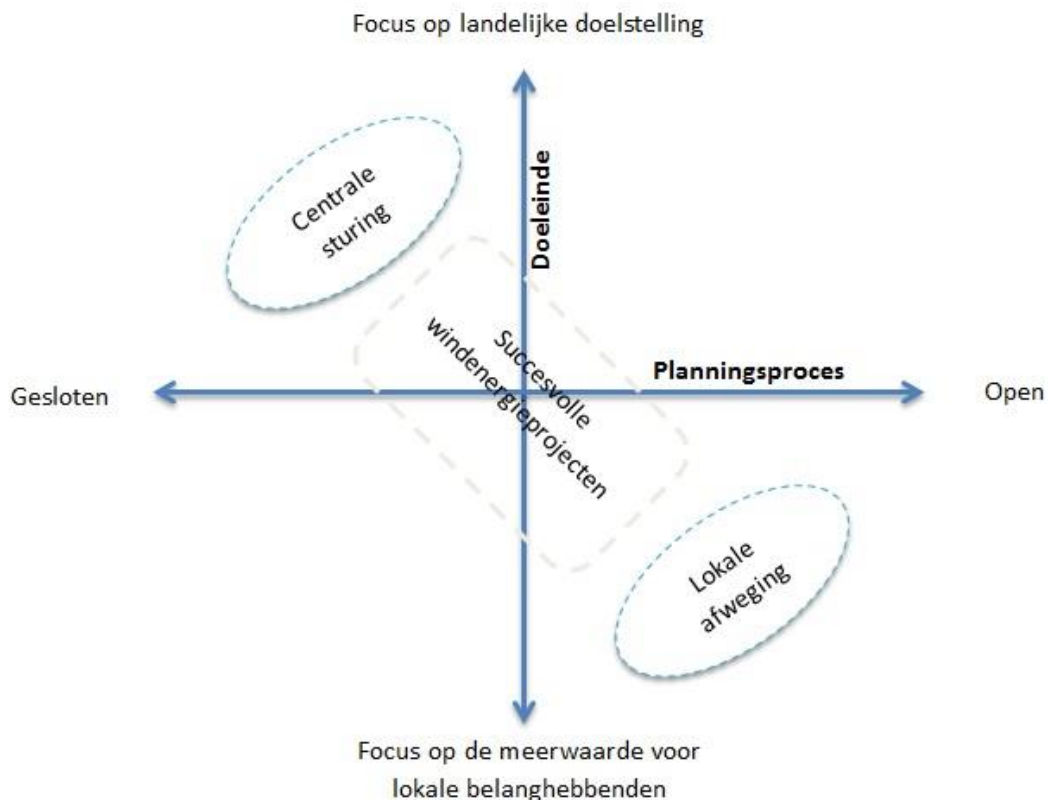 Focus op landelijke doelstelling
Doeleinde
Centrale
sturing
Succesvolle
windenergieprojecten
Planningsproces
Gesloten
Open
Lokale
afweging
Focus op de meerwaarde voor
lokale belanghebbenden